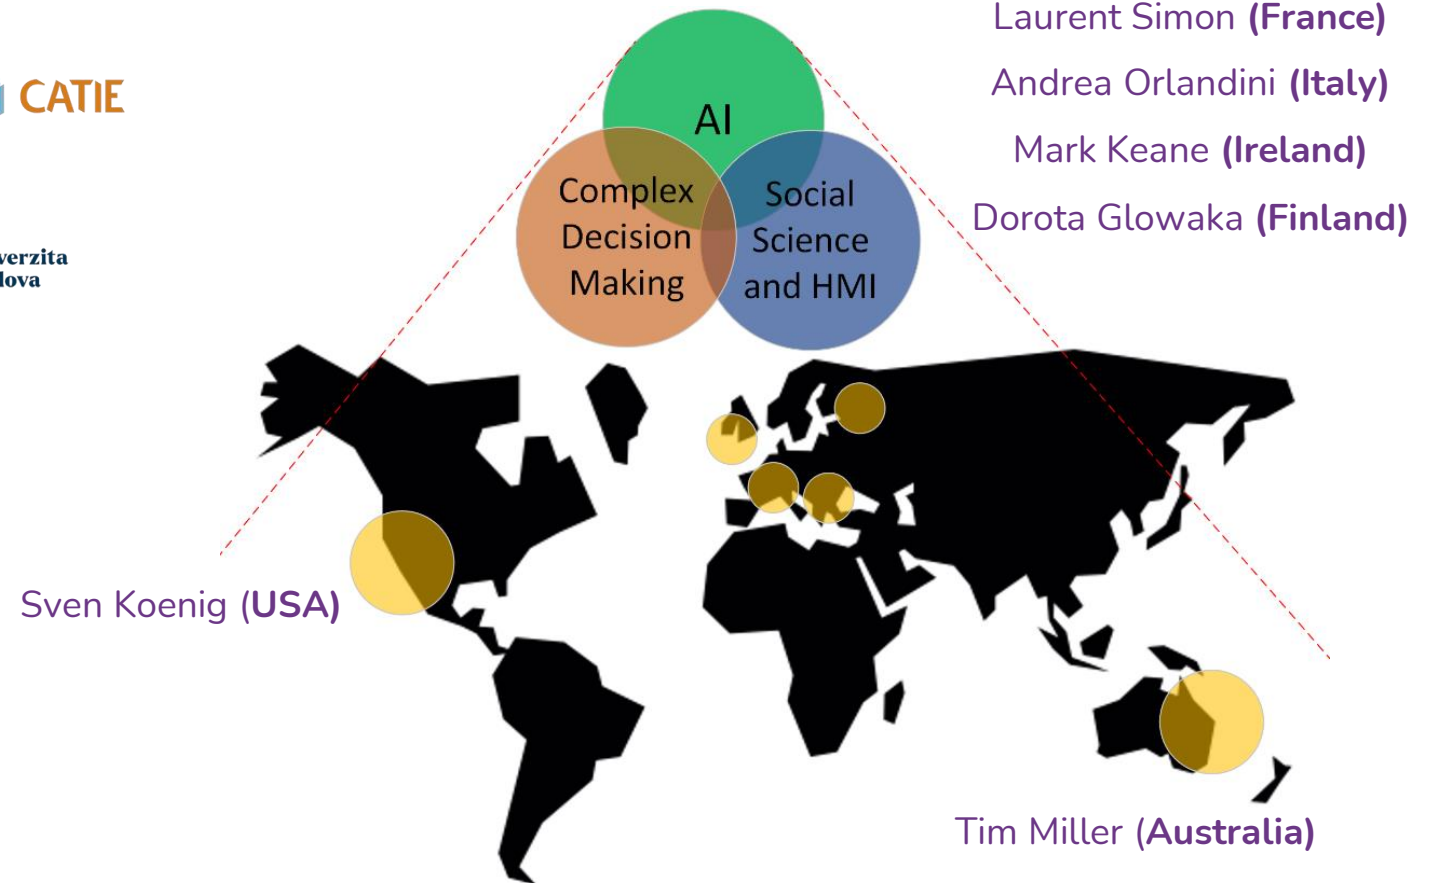 Laurent Simon (France)
CATIE
Andrea Orlandini (Italy)
AI
Mark Keane (Ireland)
Complex
Decision
Making
Social
Science
and HMI
Dorota Glowaka (Finland)
Sven Koenig (USA)
Tim Miller (Australia)